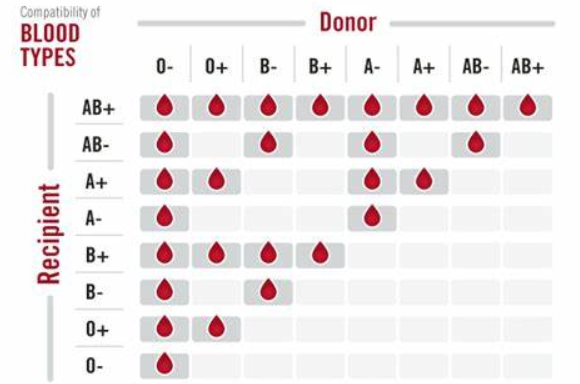 Compatibility of
BLOOD
TYPES
Donor
O- O+ B- B+ A- A+ AB- AB+
Recipient
AB+
AB-
A+
A-
B+
B-
O+
O-